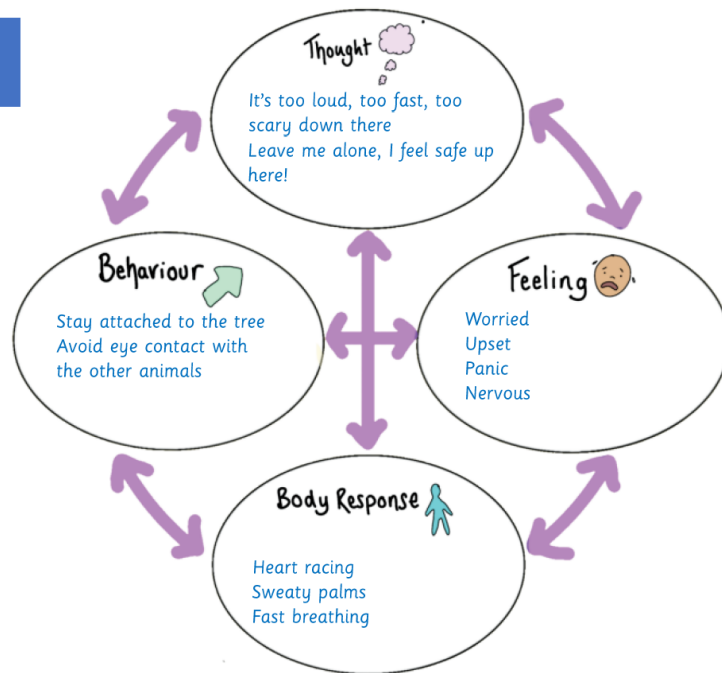 Thought
It's too loud, too fast, too
scary down there
Leave me alone, I feel safe up
here!
Behaviour
Stay attached to the tree
Avoid eye contact with
the other animals
Feeling
Worried
Upset
Panic
Nervous
Body Response
Heart racing
Sweaty palms
Fast breathing